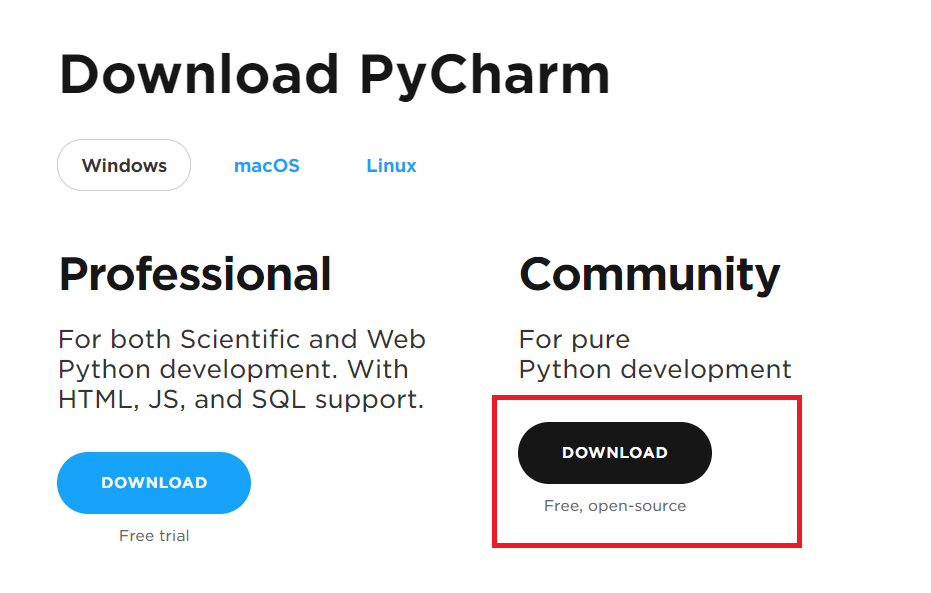 Download PyCharm
Windows
macOS
Linux
Professional
For both Scientific and Web
Python development. With
HTML, JS, and SQL support.
DOWNLOAD
Free trial
Community
For pure
Python development
DOWNLOAD
Free, open-source